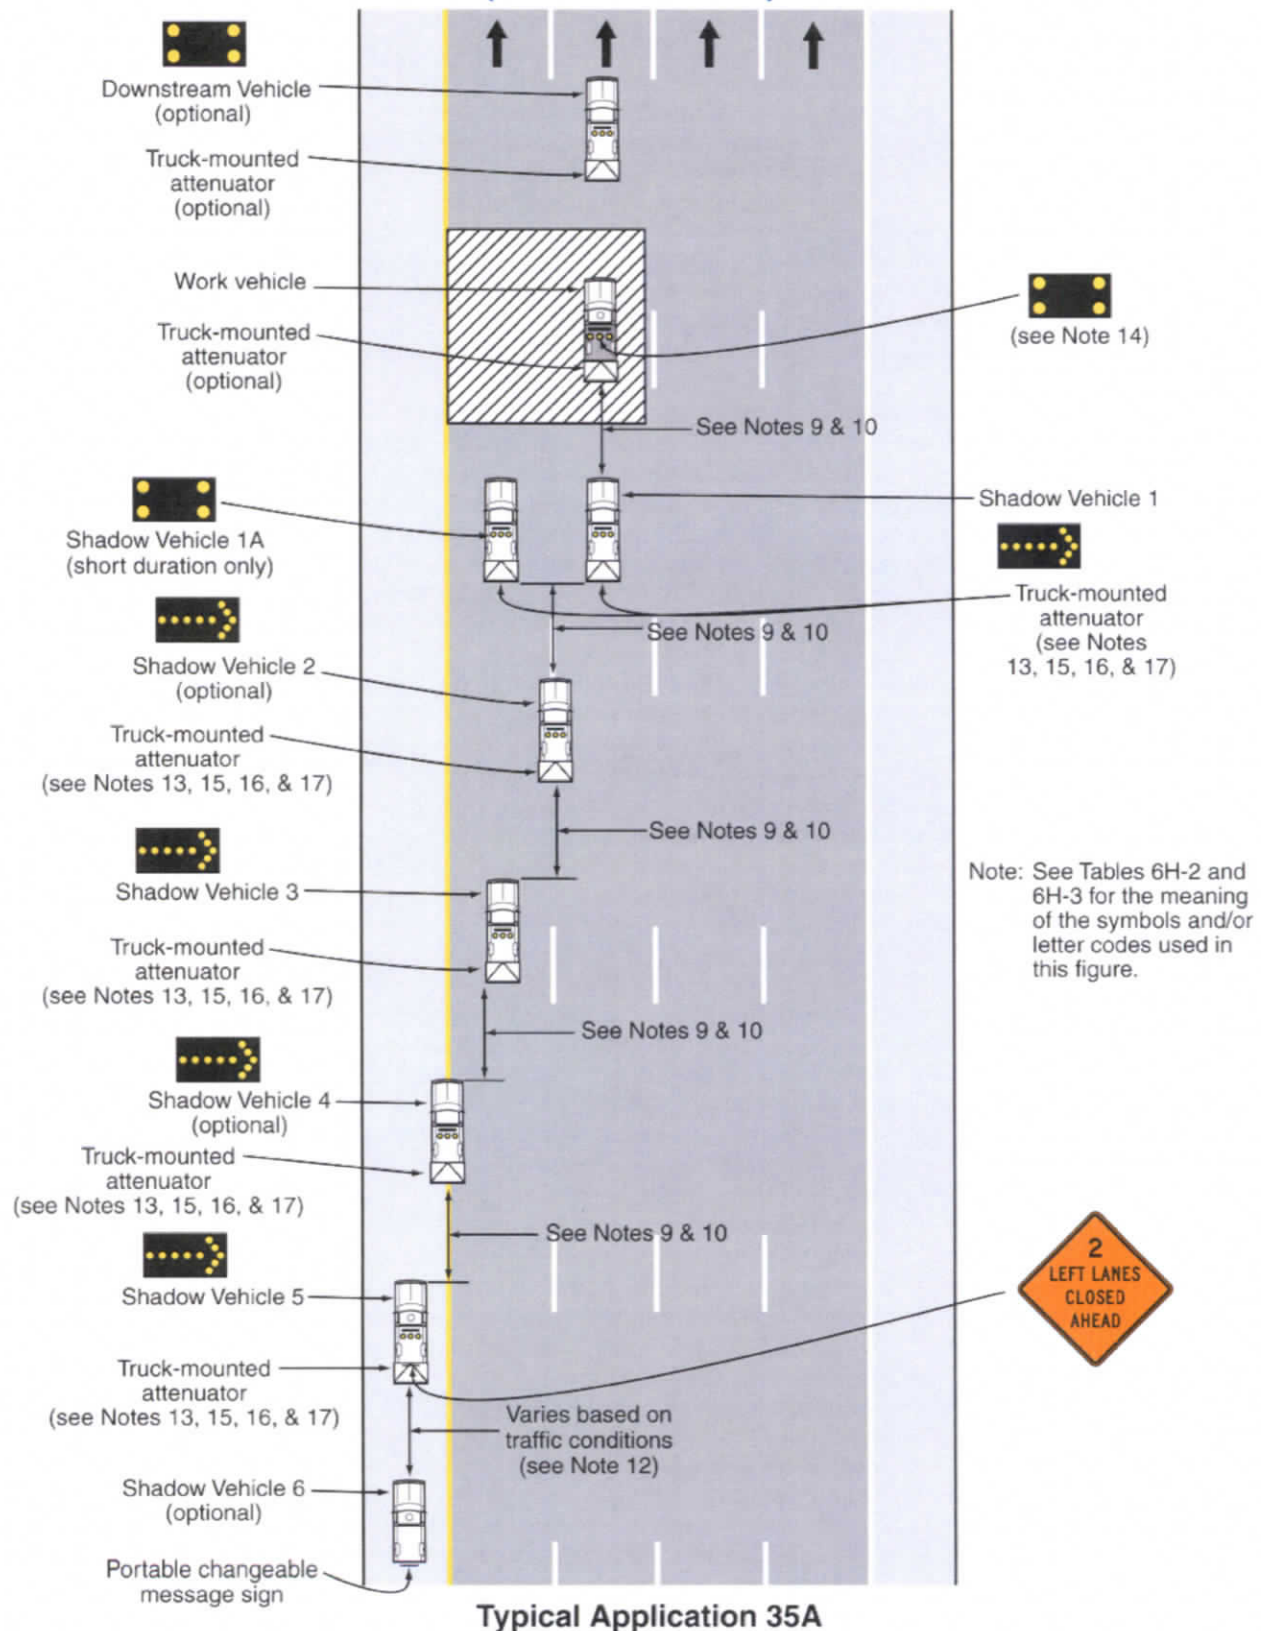 Downstream Vehicle
(optional)
Truck-mounted
attenuator
(optional)
Work vehicle
Truck-mounted
attenuator
(optional)
(see Note 14)
See Notes 9 & 10
Shadow Vehicle 1
Shadow Vehicle 1A
(short duration only)
Truck-mounted
attenuator
(see Notes
13, 15, 16, & 17)
See Notes 9 & 10
Shadow Vehicle 2
(optional)
Truck-mounted
attenuator
(see Notes 13, 15, 16, & 17)
See Notes 9 & 10
Shadow Vehicle 3
Truck-mounted
attenuator
(see Notes 13, 15, 16, & 17)
Note: See Tables 6H-2 and
6H-3 for the meaning
of the symbols and/or
letter codes used in
this figure.
See Notes 9 & 10
Shadow Vehicle 4
(optional)
Truck-mounted
attenuator
(see Notes 13, 15, 16, & 17)
See Notes 9 & 10
2
LEFT LANES
CLOSED
AHEAD
Shadow Vehicle 5
Truck-mounted
attenuator
(see Notes 13, 15, 16, & 17)
Varies based on
traffic conditions
(see Note 12)
Shadow Vehicle 6
(optional)
Portable changeable
message sign
Typical Application 35A